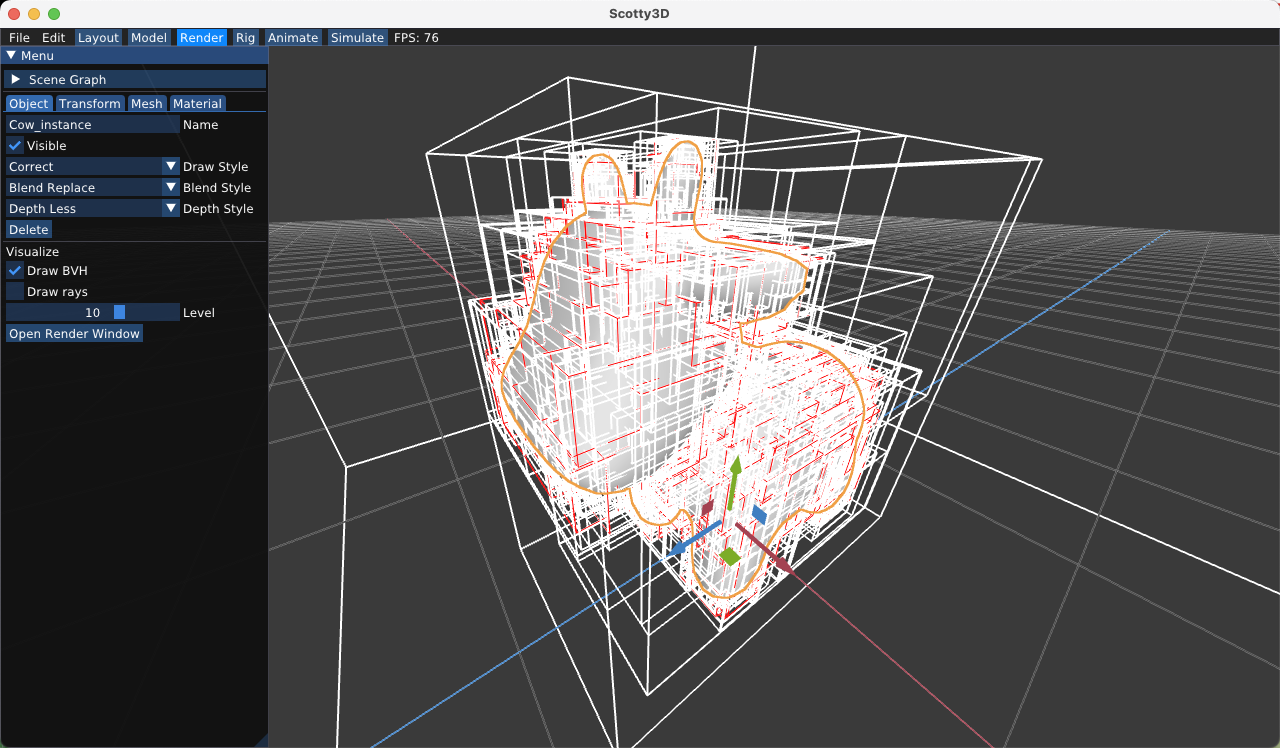 Scotty3D
File Edit Layout Model Render Rig Animate Simulate FPS: 76
Menu
Scene Graph
Object Transform Mesh Material
Cow_instance Name
Visible
Correct Draw Style
Blend Replace Blend Style
Depth Less Depth Style
Delete
Visualize
Draw BVH
Draw rays
10 Level
Open Render Window